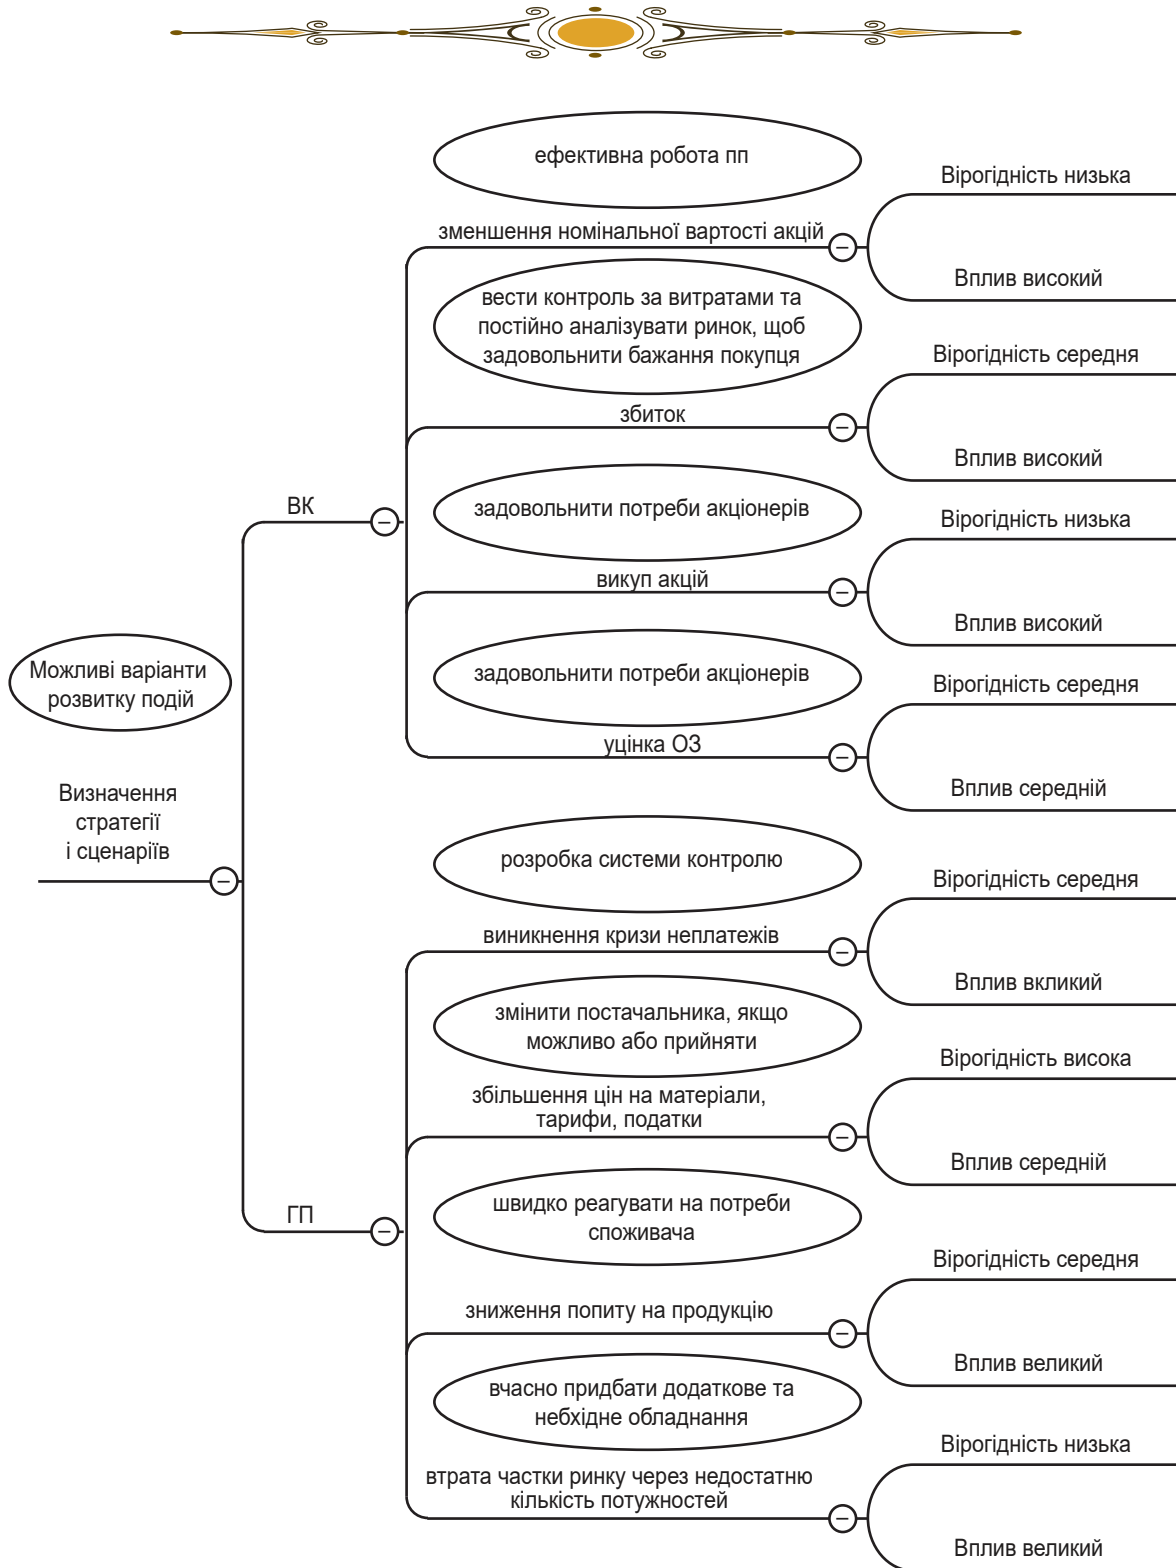 ефективна робота пп
Вірогідність низька
зменшення номінальної вартості акцій
Вплив високий
вести контроль за витратами та
постійно аналізувати ринок, щоб
задовольнити бажання покупця
Вірогідність середня
збиток
Вплив високий
ВК
задовольнити потреби акціонерів
Вірогідність низька
викуп акцій
Вплив високий
Можливі варіанти
розвитку подій
задовольнити потреби акціонерів
Вірогідність середня
уцінка ОЗ
Вплив середній
Визначення
стратегії
і сценаріїв
розробка системи контролю
Вірогідність середня
виникнення кризи неплатежів
Вплив вкликий
змінити постачальника, якщо
можливо або прийняти
Вірогідність висока
збільшення цін на матеріали,
тарифи, податки
Вплив середній
ГП
швидко реагувати на потреби
споживача
Вірогідність середня
зниження попиту на продукцію
Вплив великий
вчасно придбати додаткове та
небхідне обладнання
Вірогідність низька
втрата частки ринку через недостатню
кількість потужностей
Вплив великий